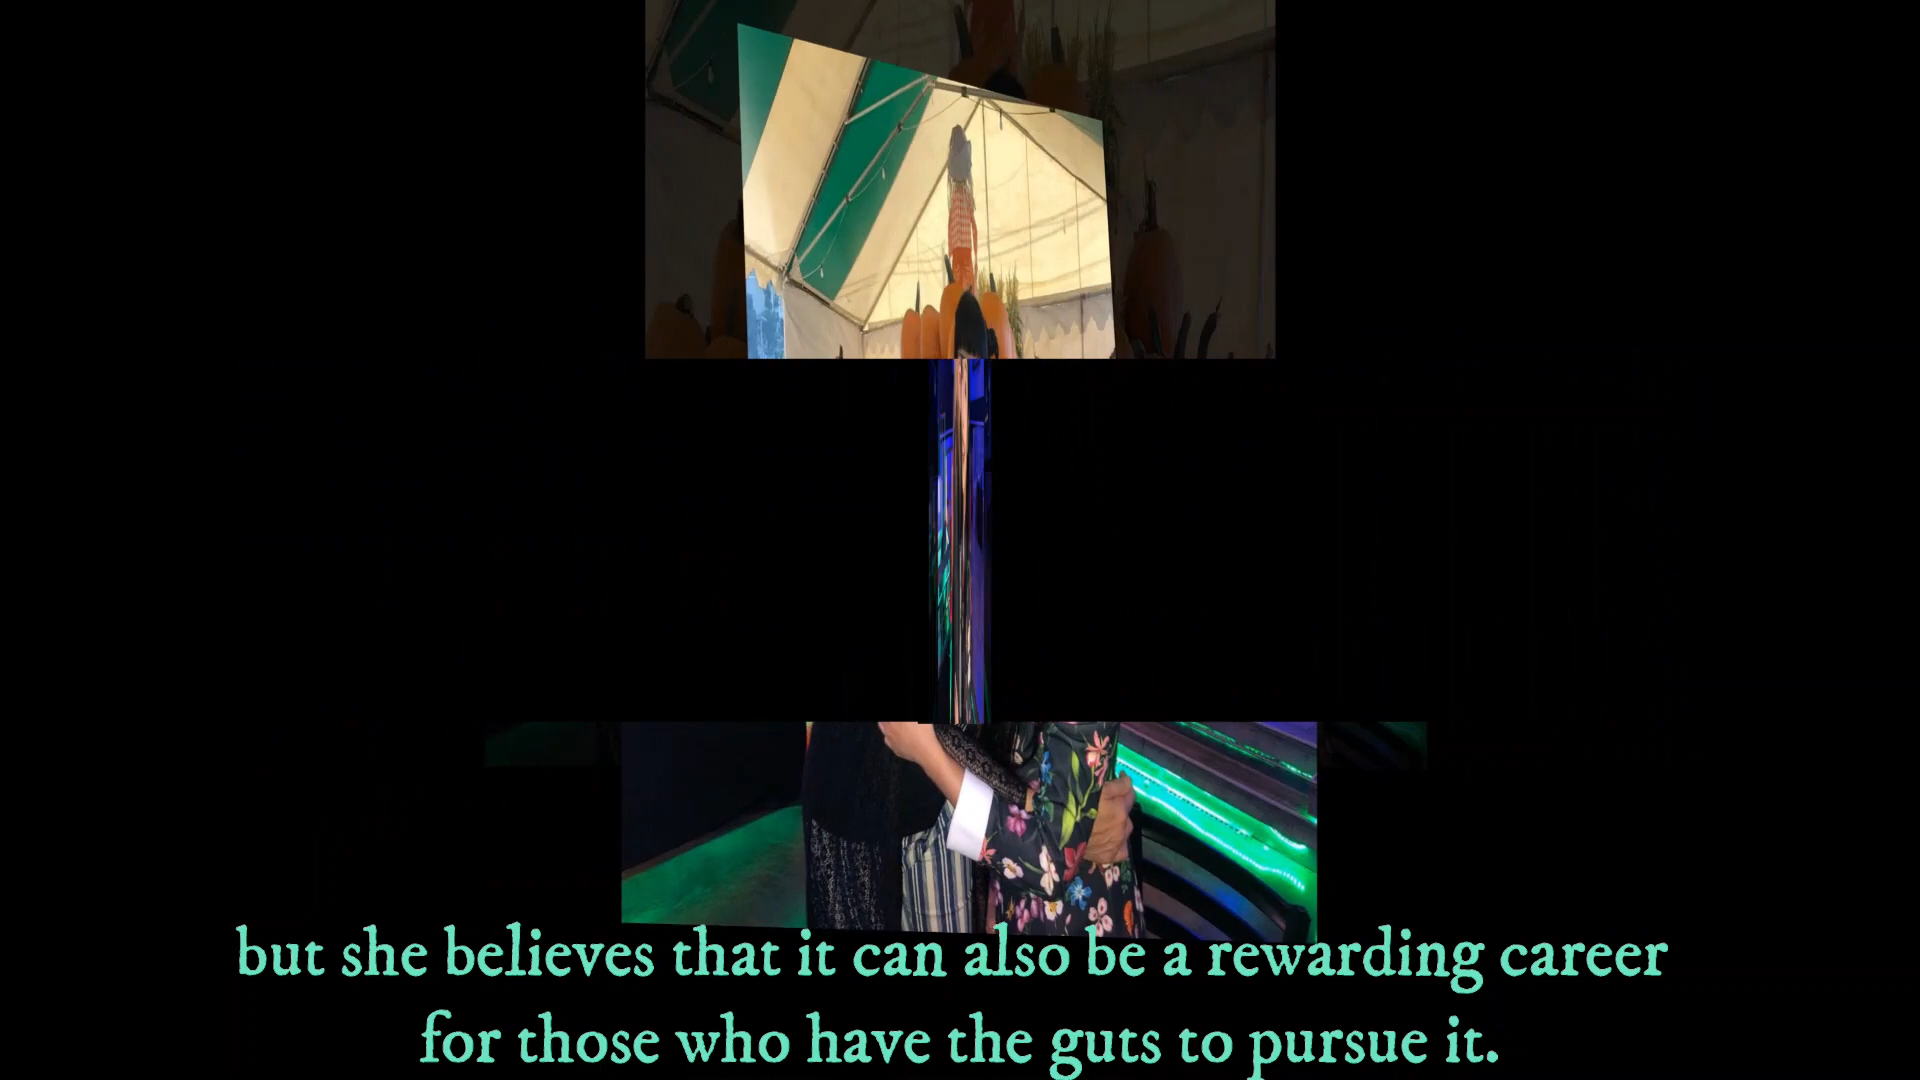 but she believes that it can also be a rewarding career
for those who have the guts to pursue it.